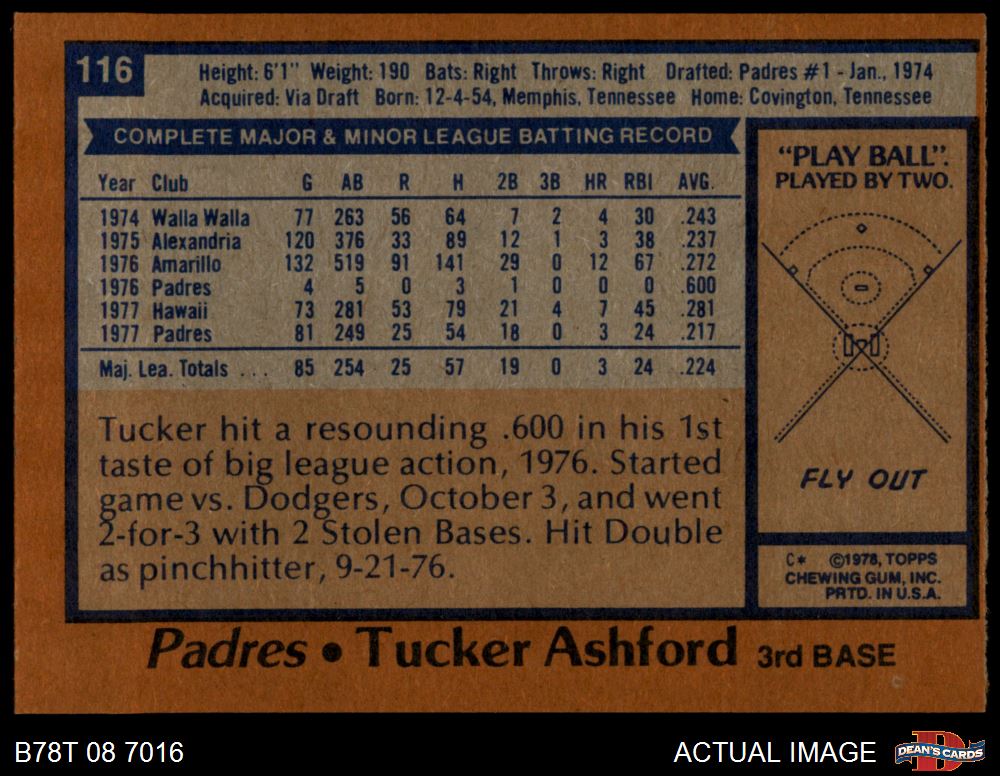 116
Height: 6'1" Weight: 190 Bats: Right Throws: Right Drafted: Padres #1 - Jan., 1974
Acquired: Via Draft Born: 12-4-54, Memphis, Tennessee Home: Covington, Tennessee
COMPLETE MAJOR & MINOR LEAGUE BATTING RECORD
Year Club G AB R H 2B 3B HR RBI AVG.
1974 Walla Walla 77 263 56 64 7 2 4 30 .243
1975 Alexandria 120 376 33 89 12 1 3 38 .237
1976 Amarillo 132 519 91 141 29 0 12 67 .272
1976 Padres 4 5 0 3 1 0 0 0 .600
1977 Hawaii 73 281 53 79 21 4 7 45 .281
1977 Padres 81 249 25 54 18 0 3 24 .217
Maj. Lea. Totals ... 85 254 25 57 19 0 3 24 .224
Tucker hit a resounding .600 in his 1st
taste of big league action, 1976. Started
game vs. Dodgers, October 3, and went
2-for-3 with 2 Stolen Bases. Hit Double
as pinchhitter, 9-21-76.
"PLAY BALL".
PLAYED BY TWO.
FLY OUT
C* ©1978, TOPPS
CHEWING GUM, INC.
PRTD. IN U.S.A.
Padres • Tucker Ashford 3rd BASE
B78T 08 7016
ACTUAL IMAGE
D
DEAN'S CARDS